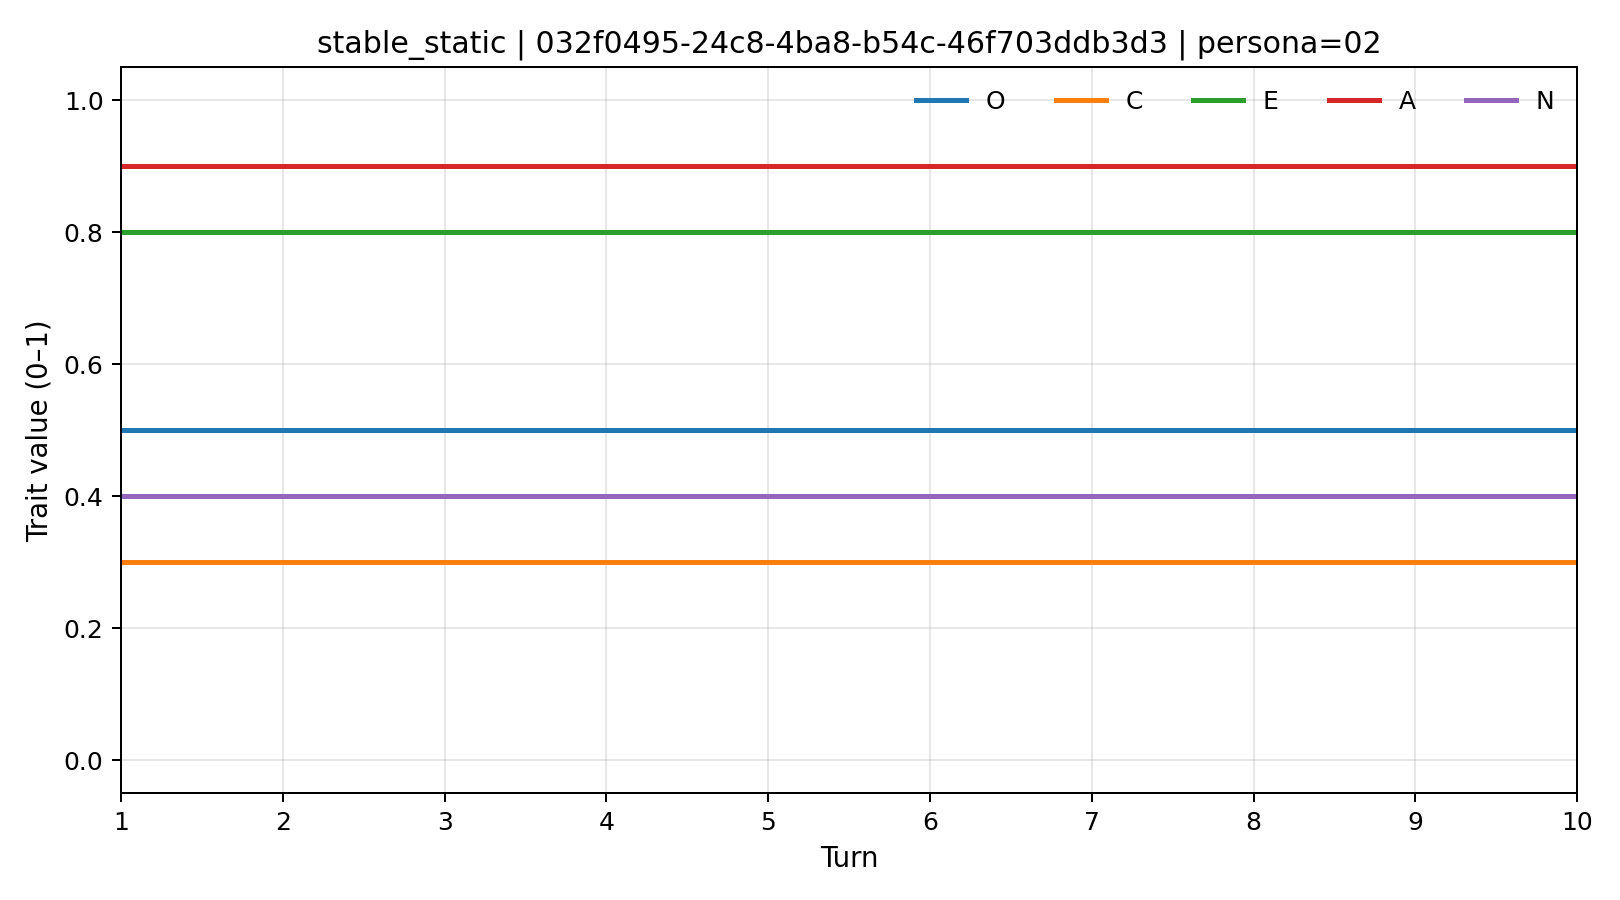 stable_static | 032f0495-24c8-4ba8-b54c-46f703ddb3d3 | persona=02
O C E A N
1.0
0.8
0.6
0.4
0.2
0.0
Trait value (0–1)
1 2 3 4 5 6 7 8 9 10
Turn